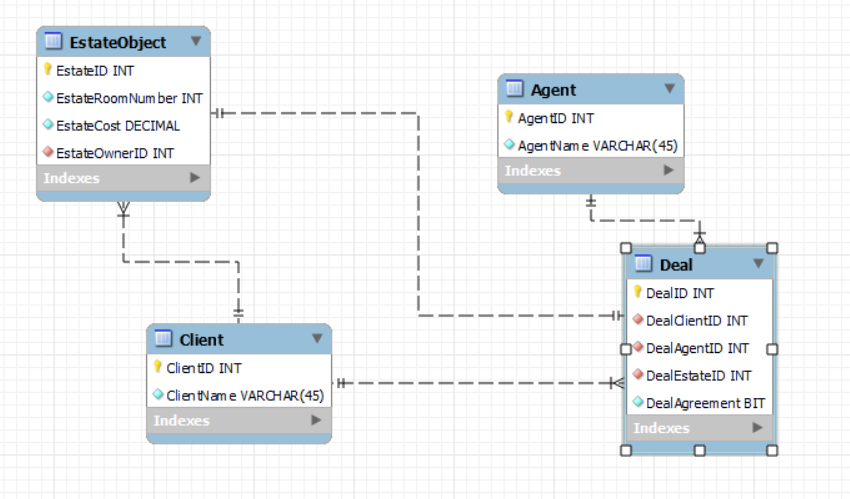 EstateObject
EstateID INT
EstateRoomNumber INT
EstateCost DECIMAL
EstateOwnerID INT
Indexes
Agent
AgentID INT
AgentName VARCHAR(45)
Indexes
Client
ClientID INT
ClientName VARCHAR(45)
Indexes
Deal
DealID INT
DealClientID INT
DealAgentID INT
DealEstateID INT
DealAgreement BIT
Indexes